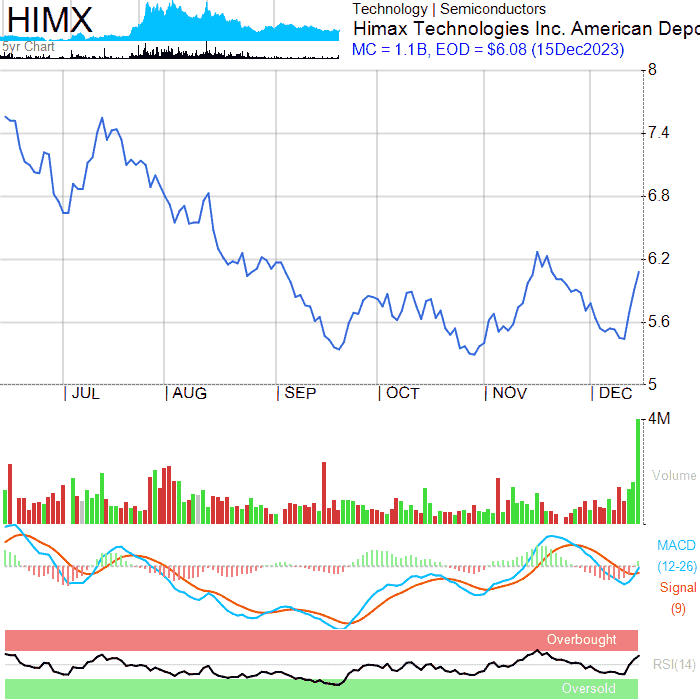 HIMX
5yr Chart
Technology | Semiconductors
Himax Technologies Inc. American Depo
MC = 1.1B, EOD = $6.08 (15Dec2023)
8
7.4
6.8
6.2
5.6
5
JUL
AUG
SEP
OCT
NOV
DEC
4M
Volume
MACD
(12-26)
Signal
(9)
Overbought
RSI(14)
Oversold